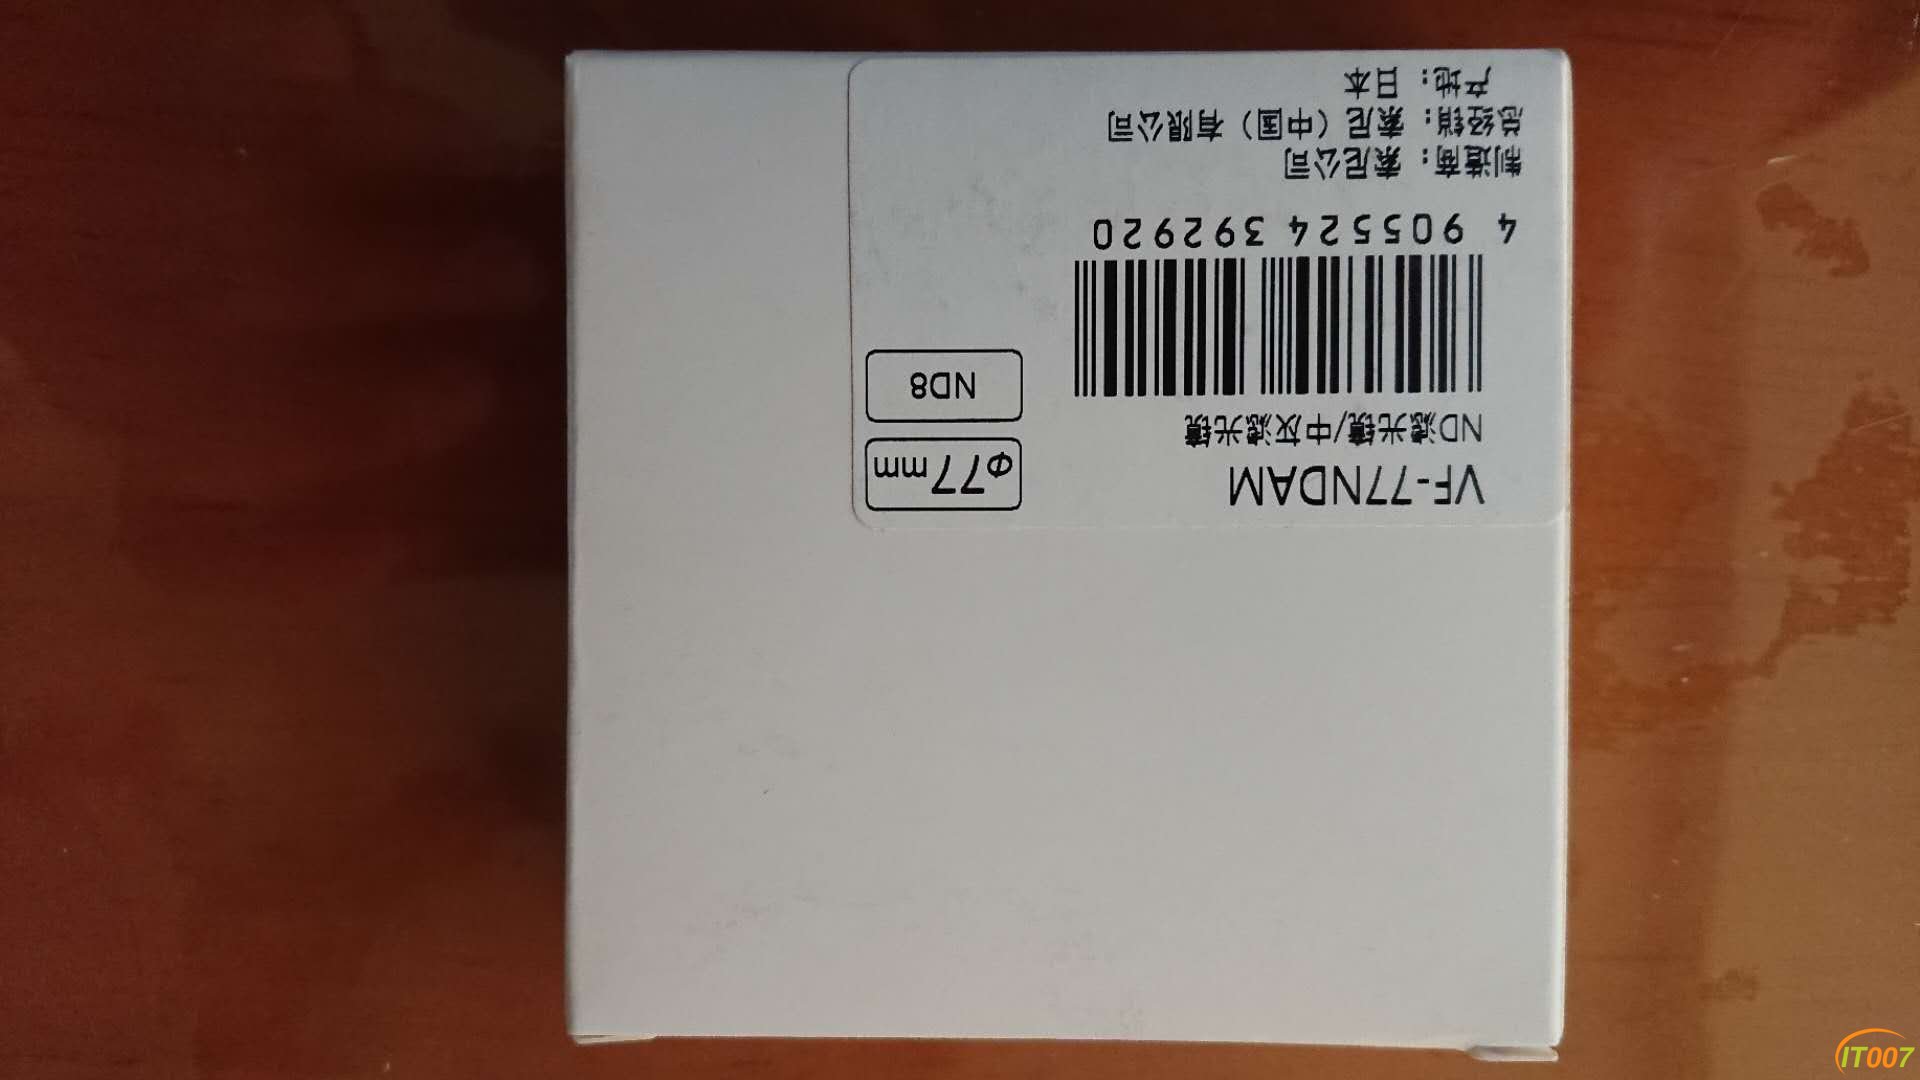 VF-77NDAM
ND滤光镜/中灰滤光镜
φ77mm
ND8
4 905524 392920
制造商：索尼公司
总经销：索尼（中国）有限公司
产地：日本
IT007